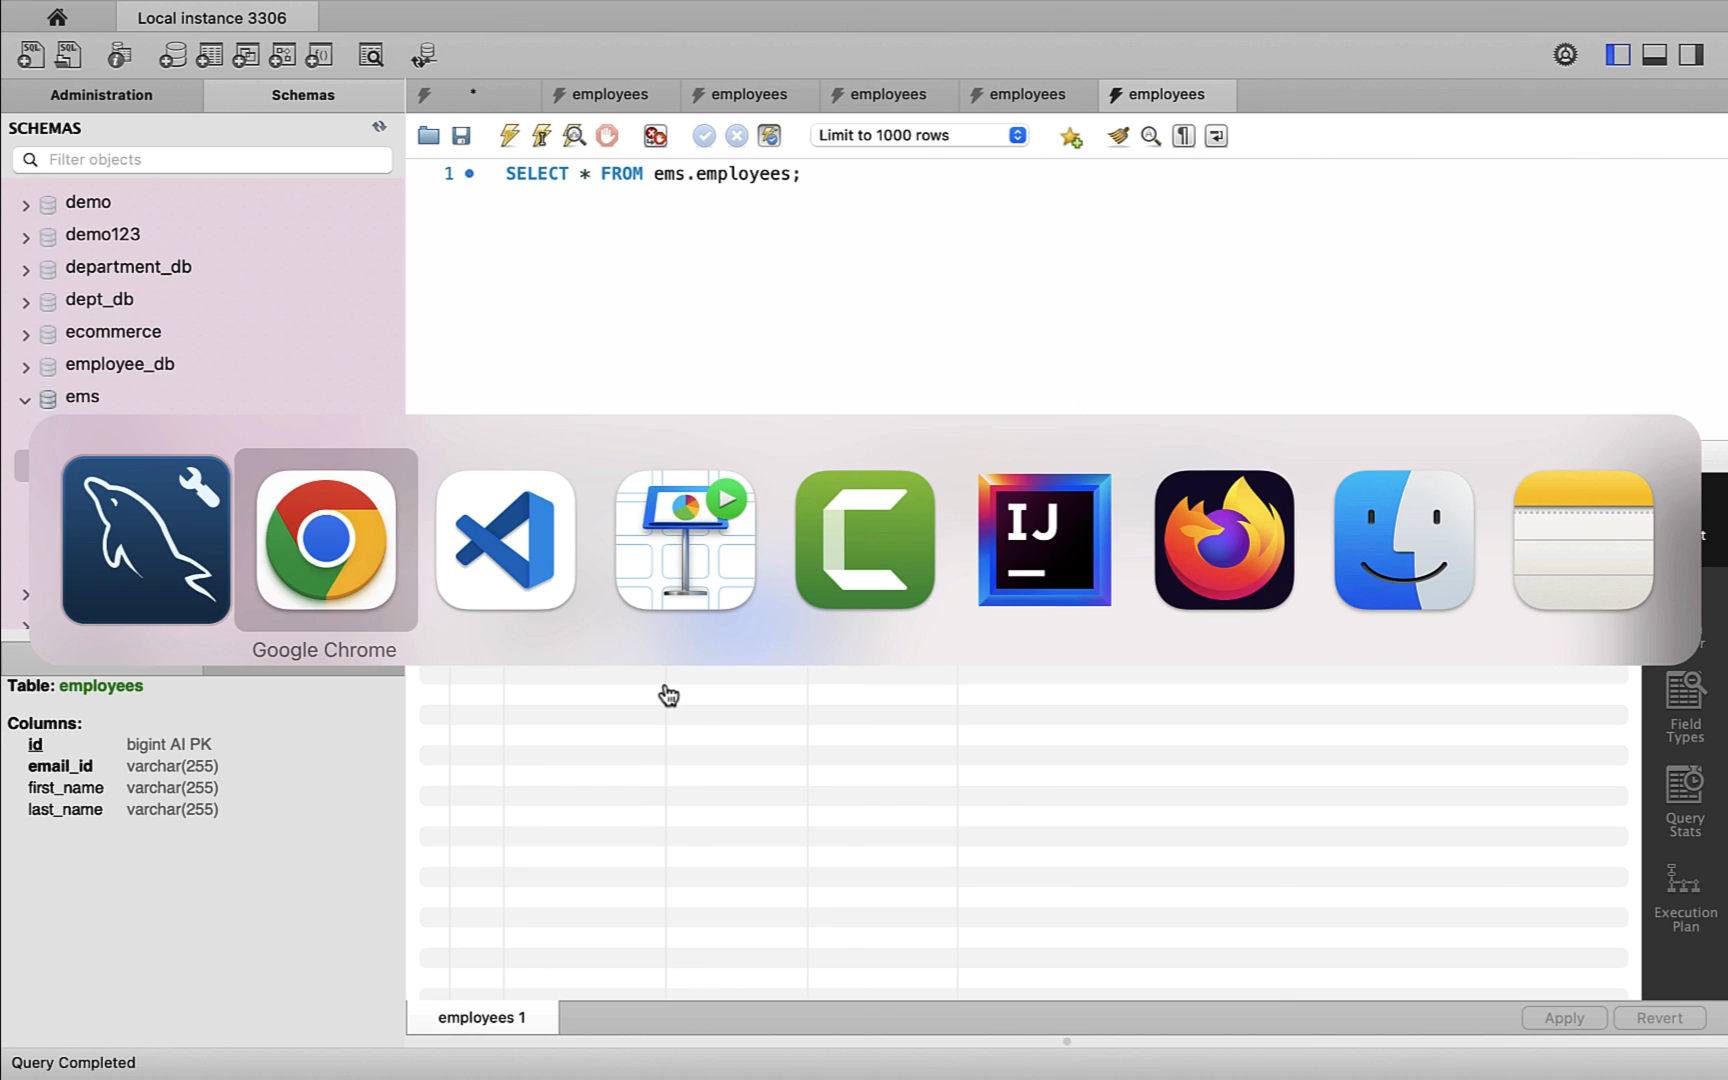 Local instance 3306
SQL SQL
Administration
Schemas
*
employees
employees
employees
employees
employees
SCHEMAS
Filter objects
Limit to 1000 rows
1 SELECT * FROM ems.employees;
demo
demo123
department_db
dept_db
ecommerce
employee_db
ems
IJ
Google Chrome
Table: employees
Columns:
id bigint AI PK
email_id varchar(255)
first_name varchar(255)
last_name varchar(255)
Field
Types
Query
Stats
Execution
Plan
employees 1
Apply
Revert
Query Completed